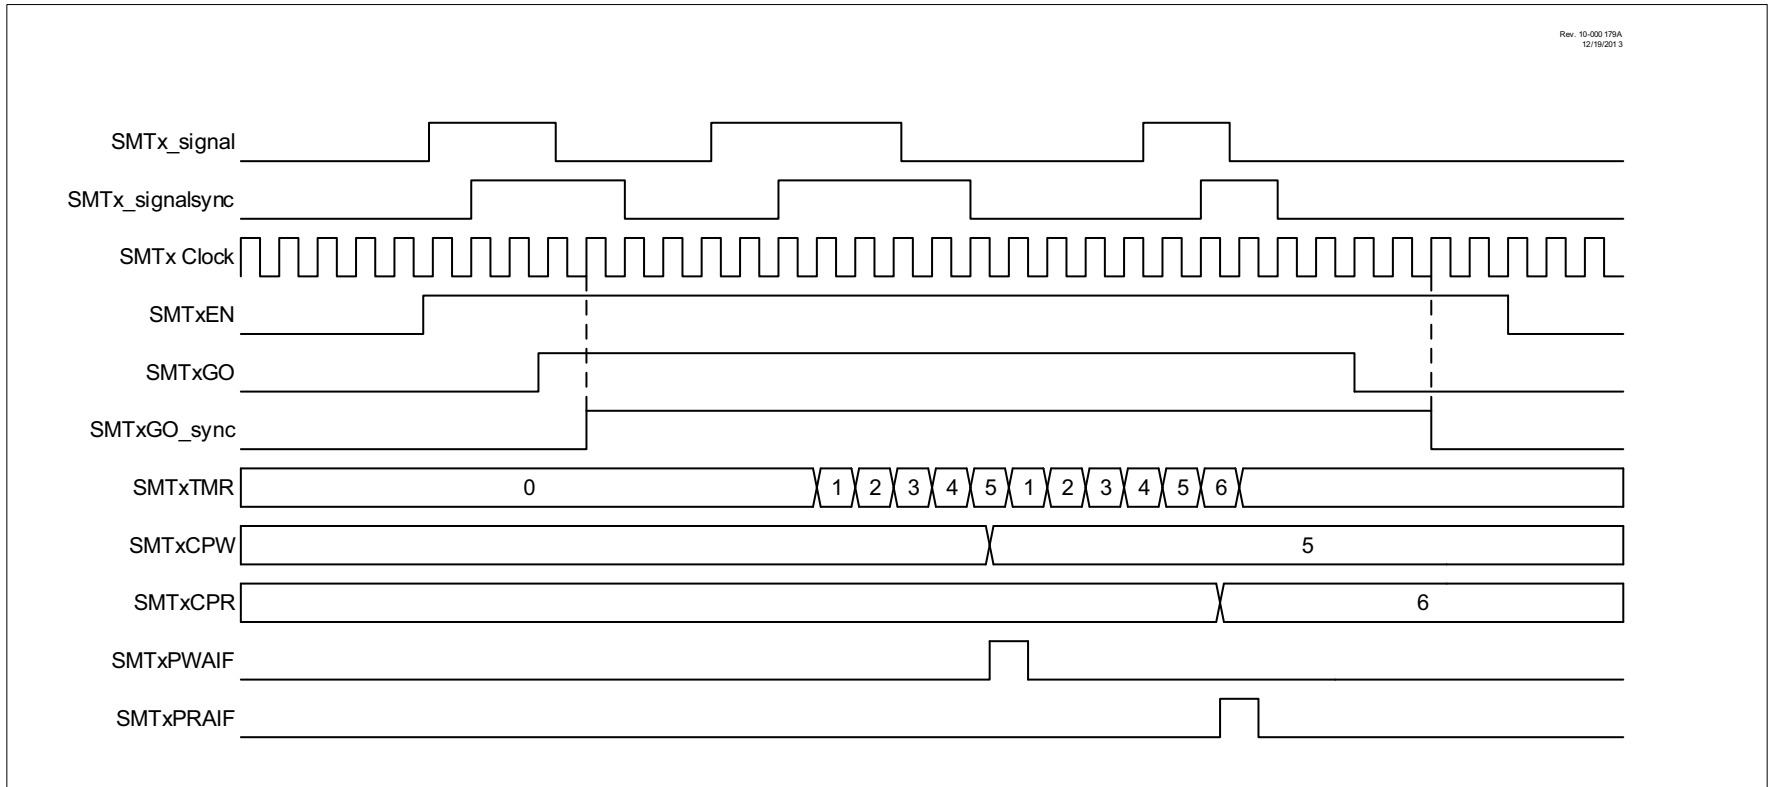 Rev. 10-000 179A
12/19/201 3
SMTx_signal
SMTx_signalsync
SMTx Clock
SMTxEN
SMTxGO
SMTxGO_sync
SMTxTMR 0 1 2 3 4 5 1 2 3 4 5 6
SMTxCPW 5
SMTxCPR 6
SMTxPWAIF
SMTxPRAIF